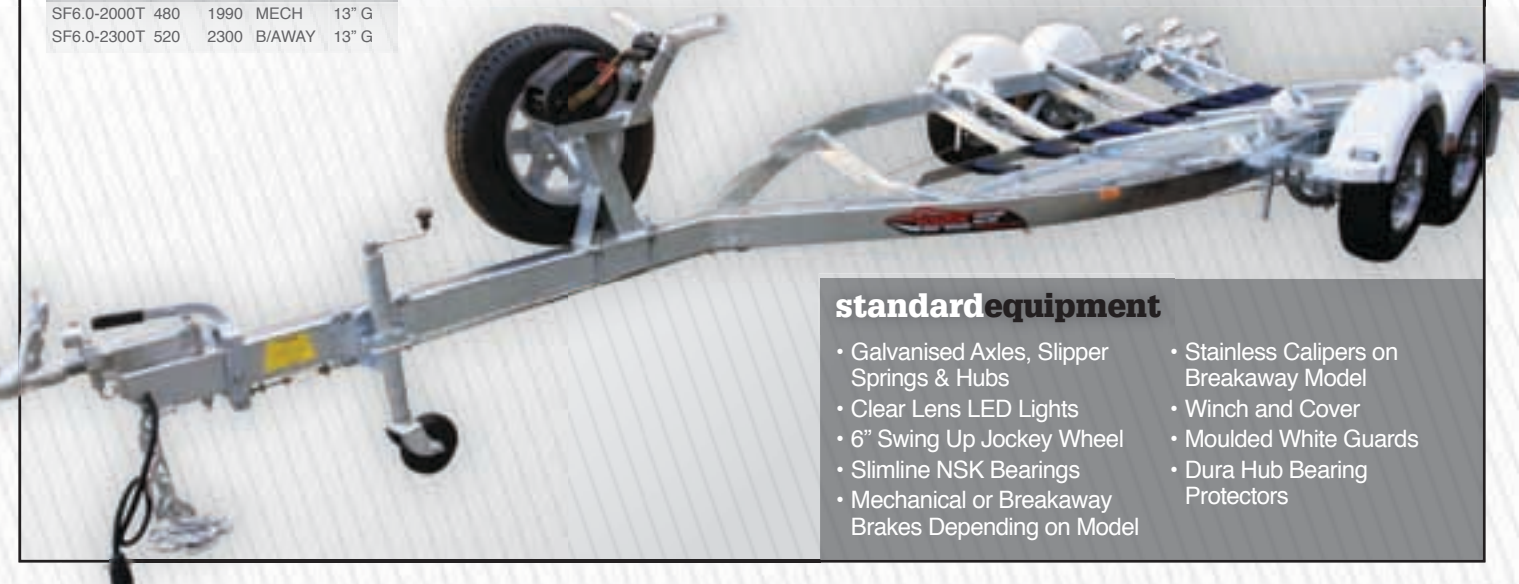 SF6.0-2000T 480 1990 MECH 13” G
SF6.0-2300T 520 2300 B/AWAY 13” G
standardequipment
• Galvanised Axles, Slipper
Springs & Hubs
• Clear Lens LED Lights
• 6” Swing Up Jockey Wheel
• Slimline NSK Bearings
• Mechanical or Breakaway
Brakes Depending on Model
• Stainless Calipers on
Breakaway Model
• Winch and Cover
• Moulded White Guards
• Dura Hub Bearing
Protectors